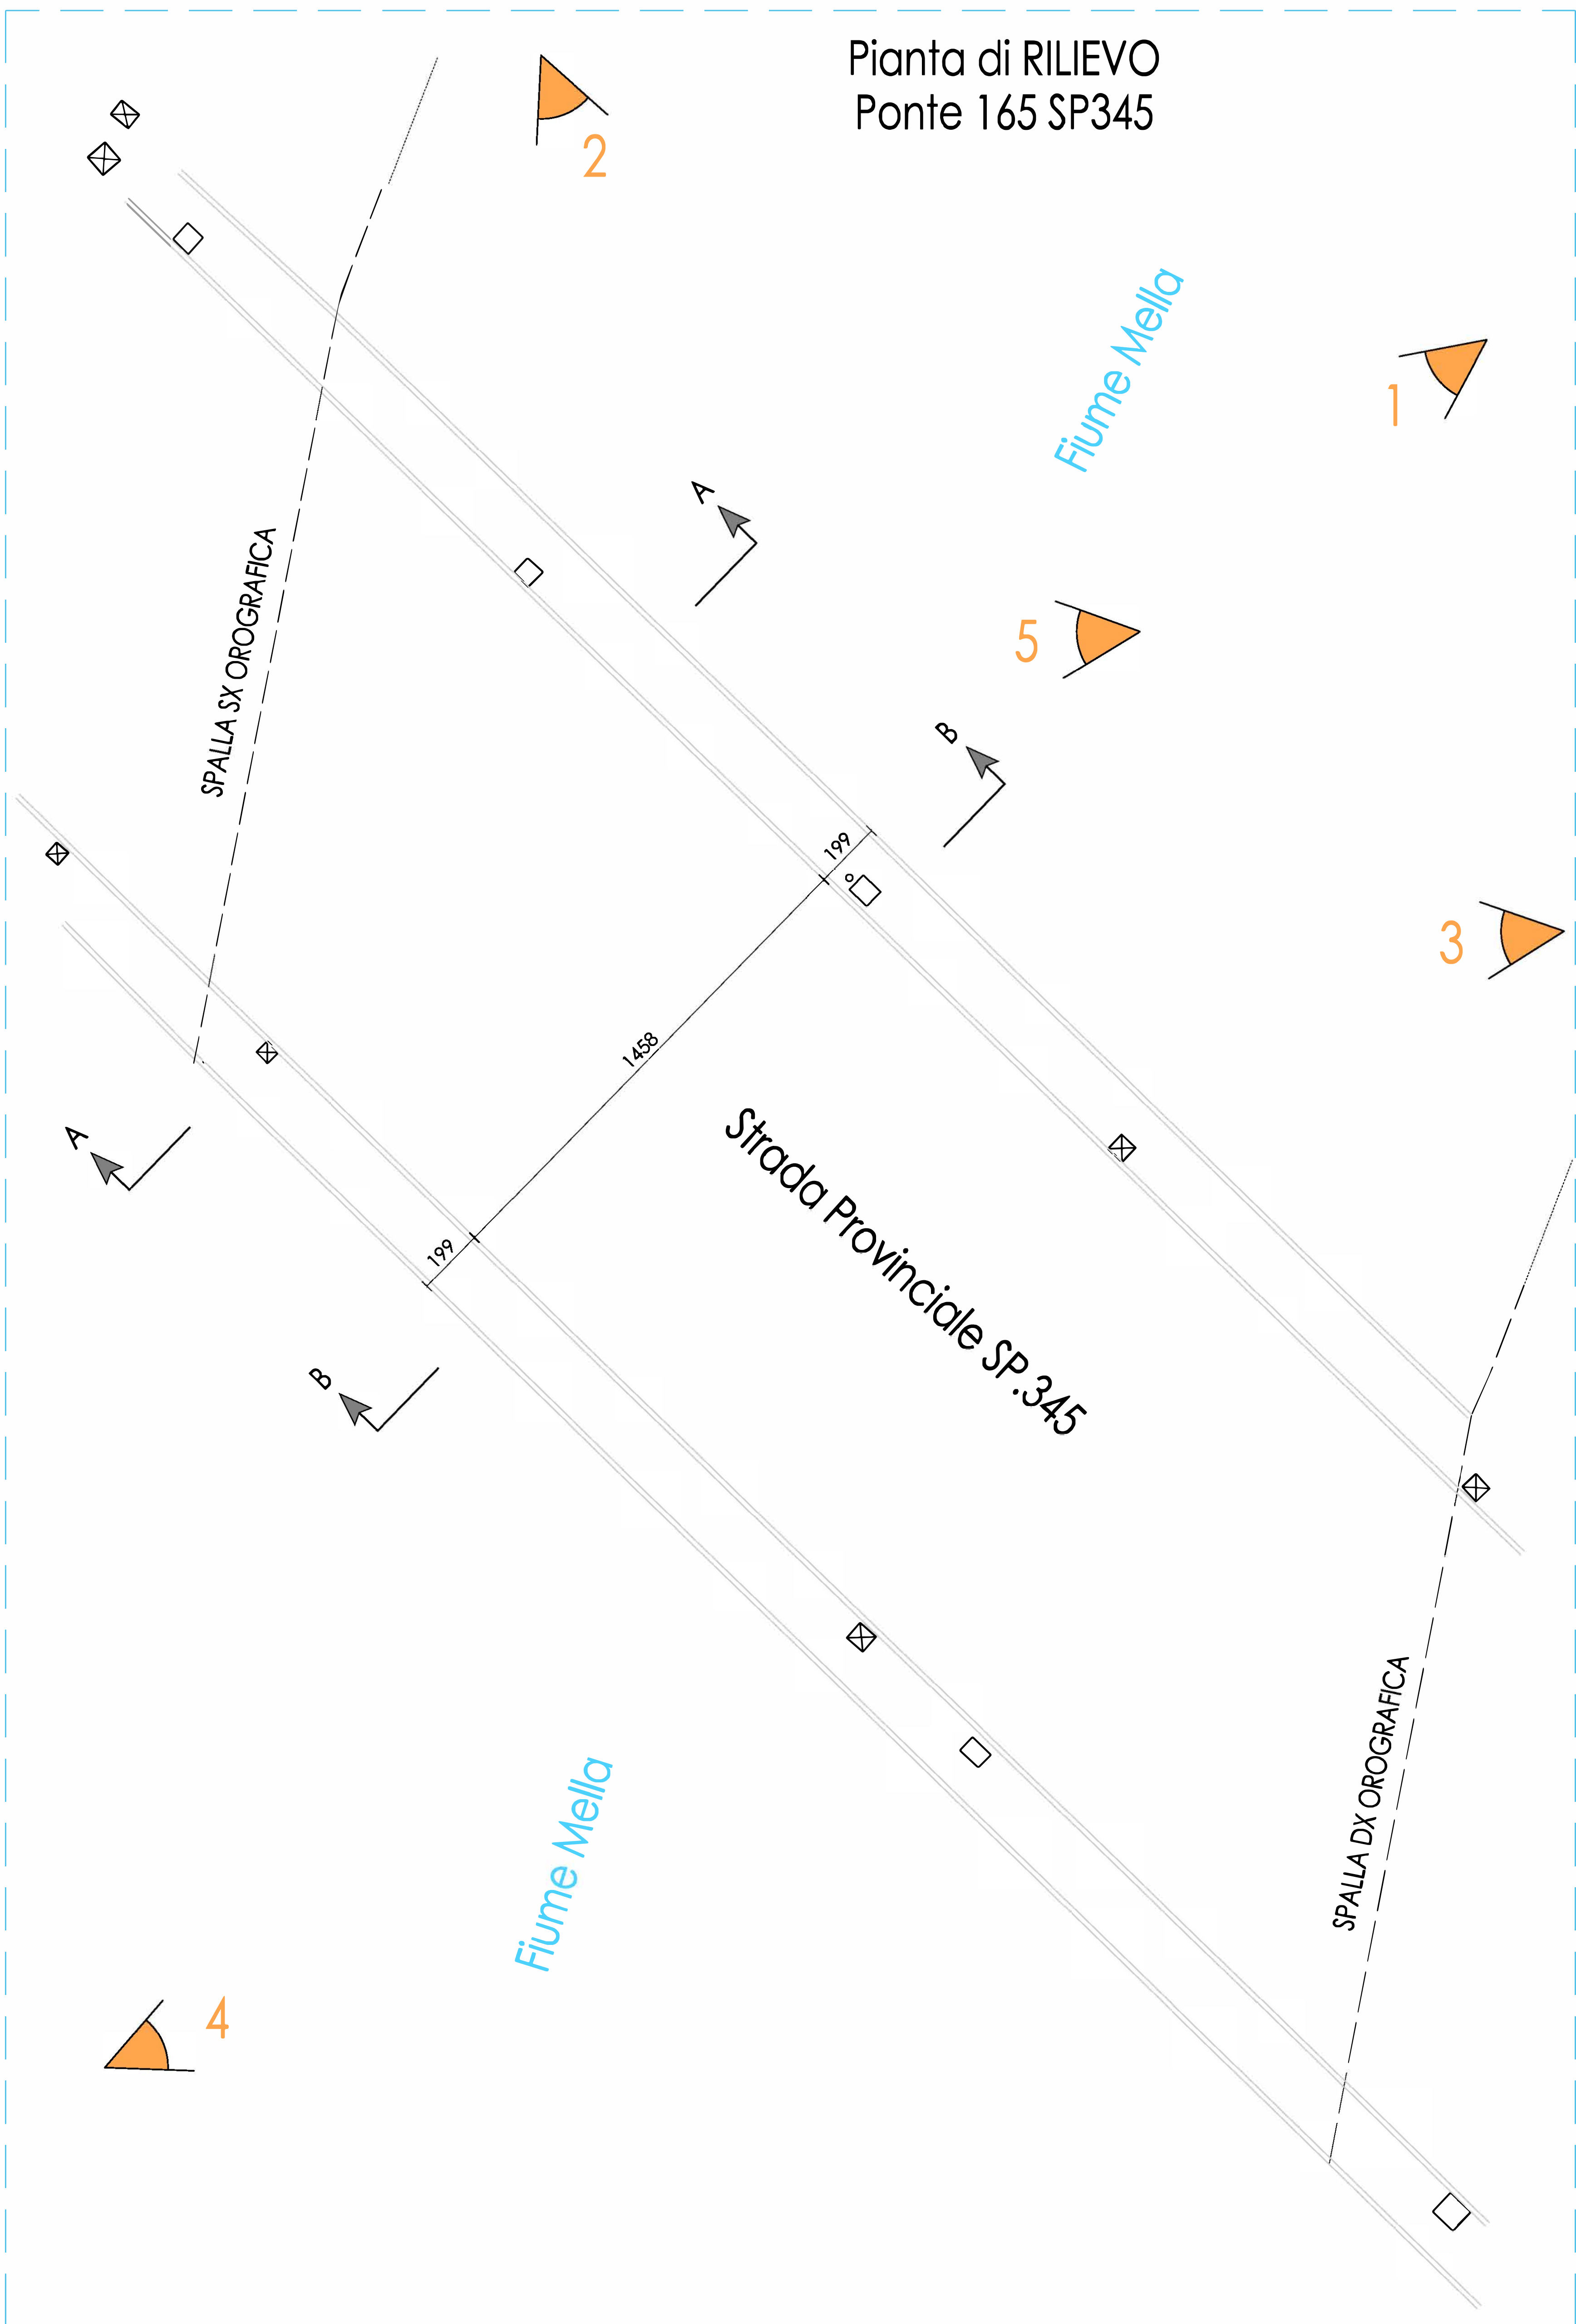 Pianta di RILIEVO
Ponte 165 SP345
2
Fiume Mella
1
A
SPALLA SX OROGRAFICA
5
B
199
3
1458
Strada Provinciale SP.345
A
199
B
SPALLA DX OROGRAFICA
Fiume Mella
4